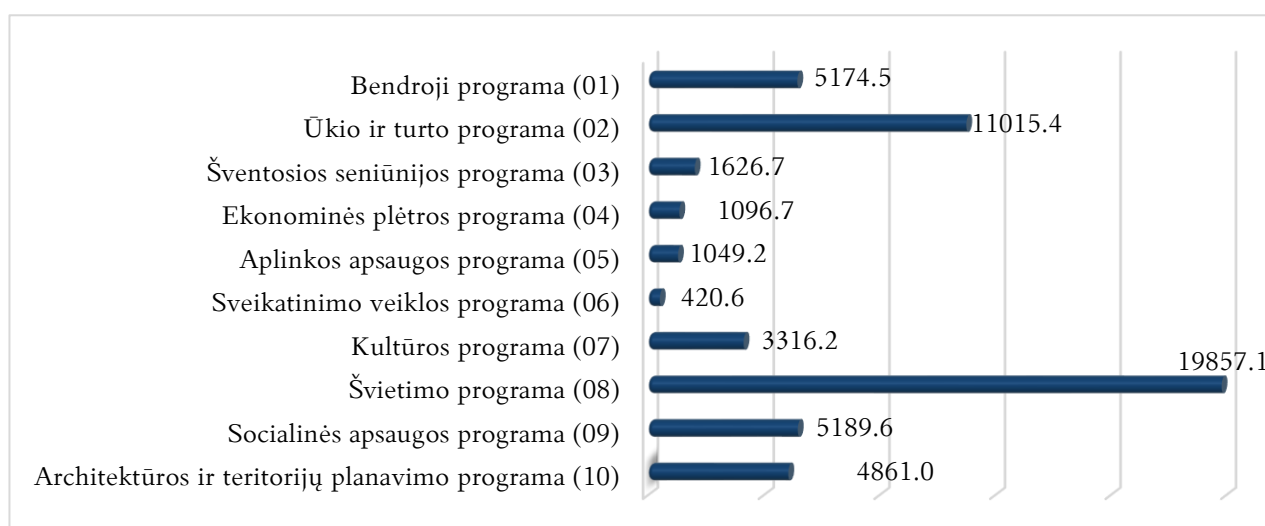 Bendroji programa (01) 5174.5
Ūkio ir turto programa (02) 11015.4
Šventosios seniūnijos programa (03) 1626.7
Ekonominės plėtros programa (04) 1096.7
Aplinkos apsaugos programa (05) 1049.2
Sveikatinimo veiklos programa (06) 420.6
Kultūros programa (07) 3316.2
Švietimo programa (08) 19857.1
Socialinės apsaugos programa (09) 5189.6
Architektūros ir teritorijų planavimo programa (10) 4861.0